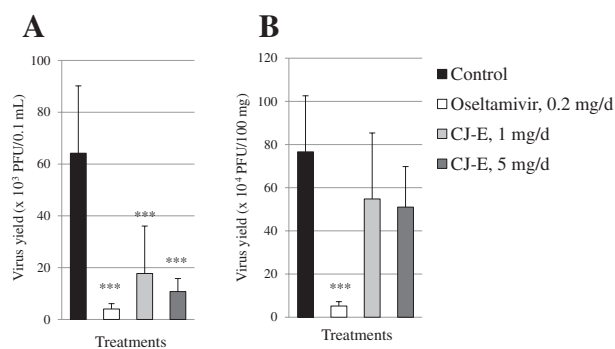 A
B
Virus yield (x 10³ PFU/0.1 mL)
100
80
60
40
20
0
***
***
***
Treatments
Virus yield (x 10⁴ PFU/100 mg)
120
100
80
60
40
20
0
***
Treatments
Control
Oseltamivir, 0.2 mg/d
CJ-E, 1 mg/d
CJ-E, 5 mg/d